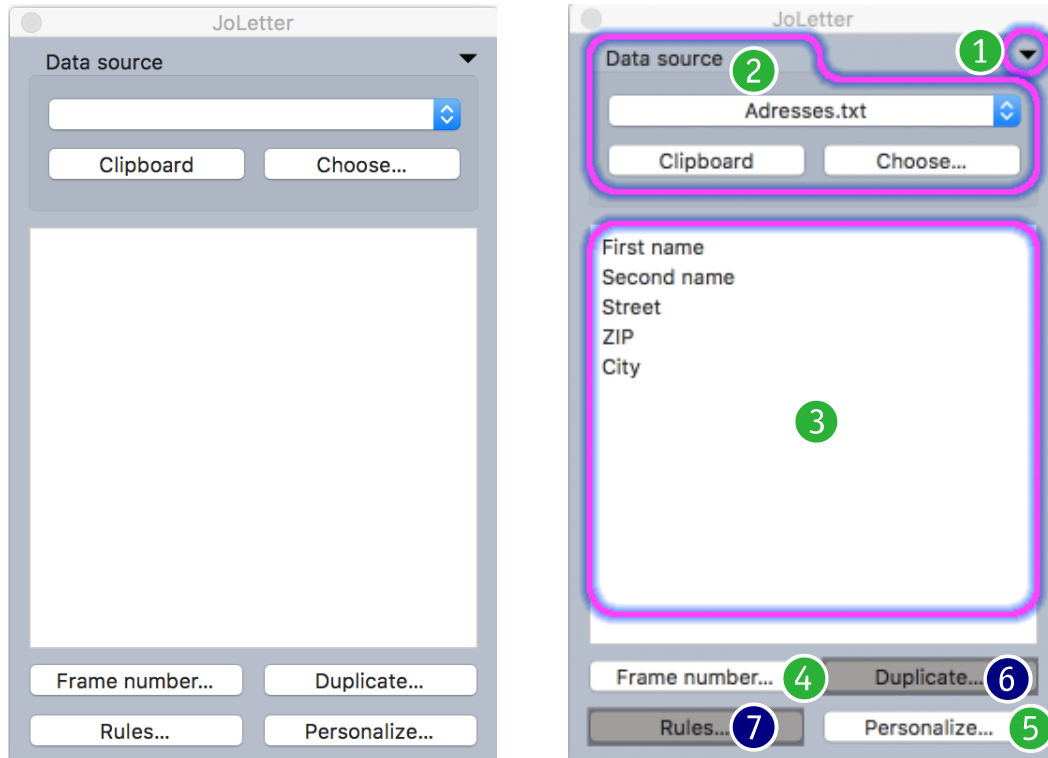 JoLetter
Data source
Clipboard
Choose...
Frame number...
Duplicate...
Rules...
Personalize...
JoLetter
1
Data source
2
Adresses.txt
Clipboard
Choose...
First name
Second name
Street
ZIP
City
3
Frame number...
4
Duplicate...
6
Rules...
7
Personalize...
5